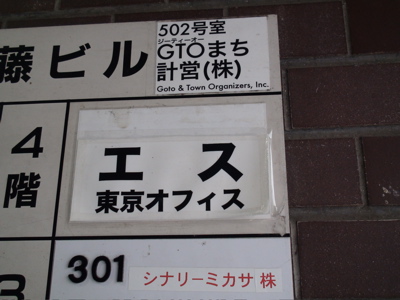 502号室
ジーティーオー
GTOまち
計営(株)
Goto & Town Organizers, Inc.
藤ビル
4
階
エス
東京オフィス
301
シナリーミカサ 株